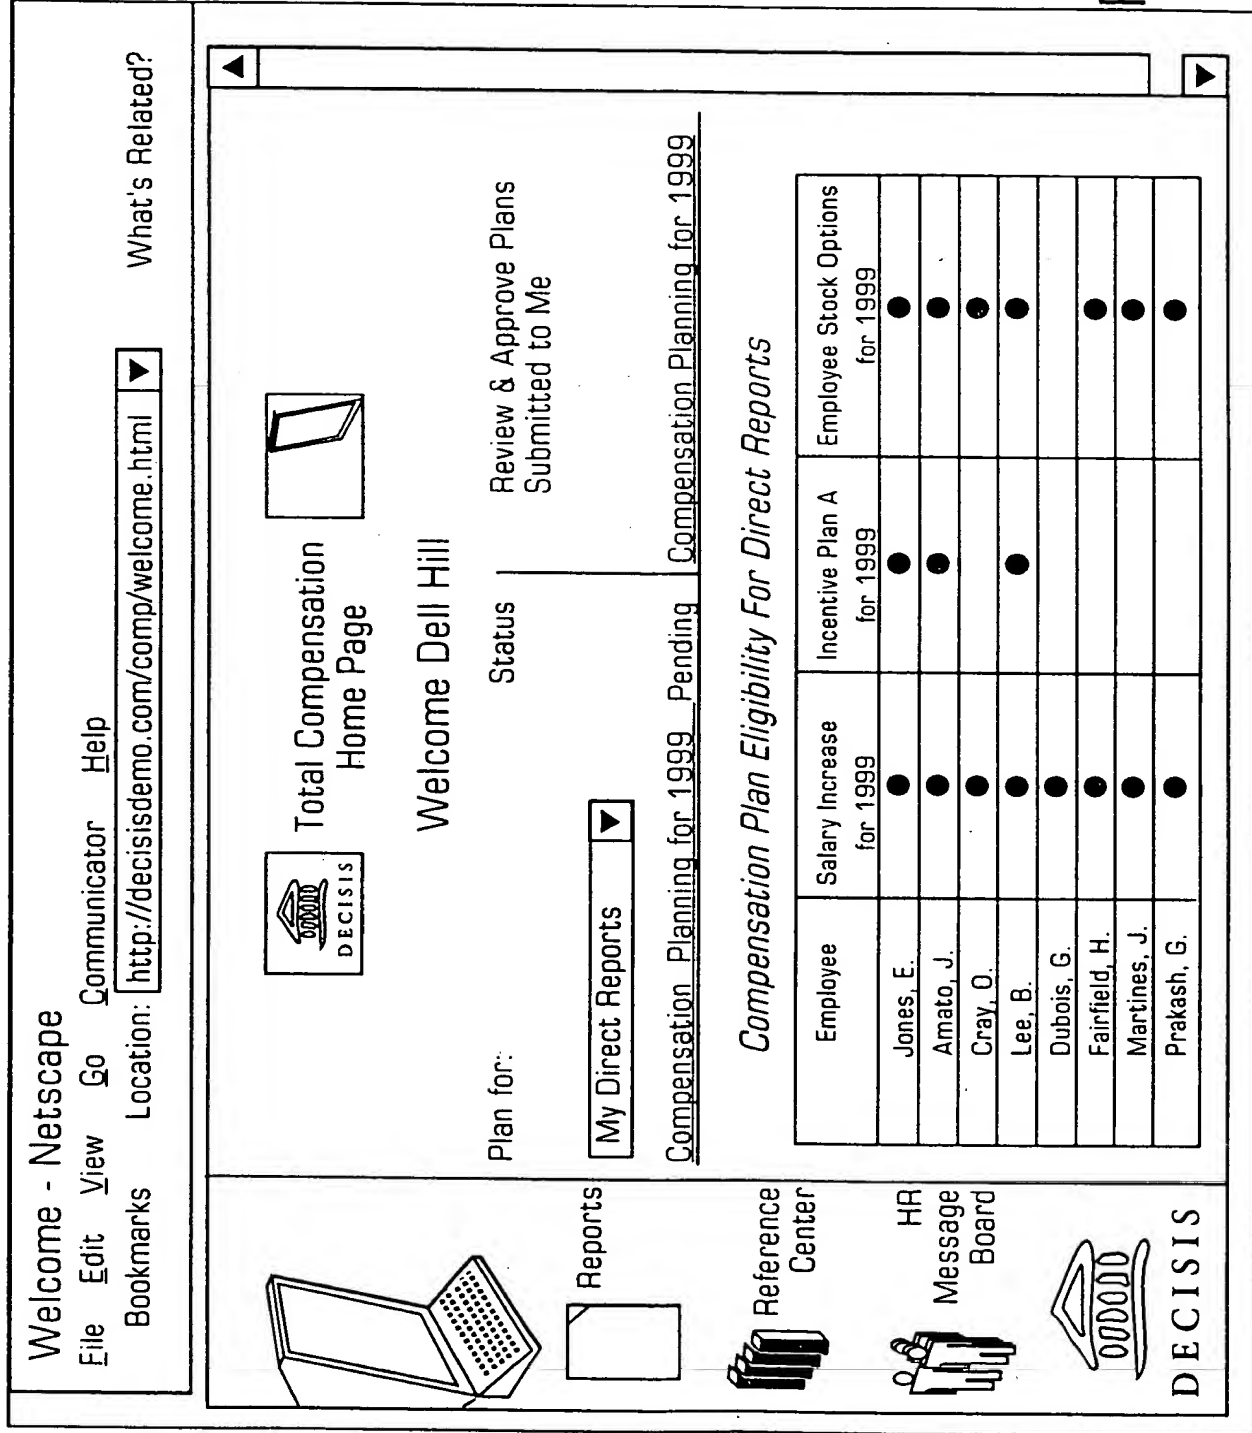 Welcome - Netscape
File Edit View Go Communicator Help
Bookmarks Location: http://decisisdemo.com/comp/welcome.html What's Related?
DECISIS
Total Compensation
Home Page
Welcome Dell Hill
Plan for: Status Review & Approve Plans
Submitted to Me
My Direct Reports
Compensation Planning for 1999 Pending Compensation Planning for 1999
Compensation Plan Eligibility For Direct Reports
Employee Salary Increase for 1999 Incentive Plan A for 1999 Employee Stock Options for 1999
Jones, E.
Amato, J.
Cray, O.
Lee, B.
Dubois, G.
Fairfield, H.
Martines, J.
Prakash, G.
Reports
Reference
Center
HR
Message
Board
DECISIS